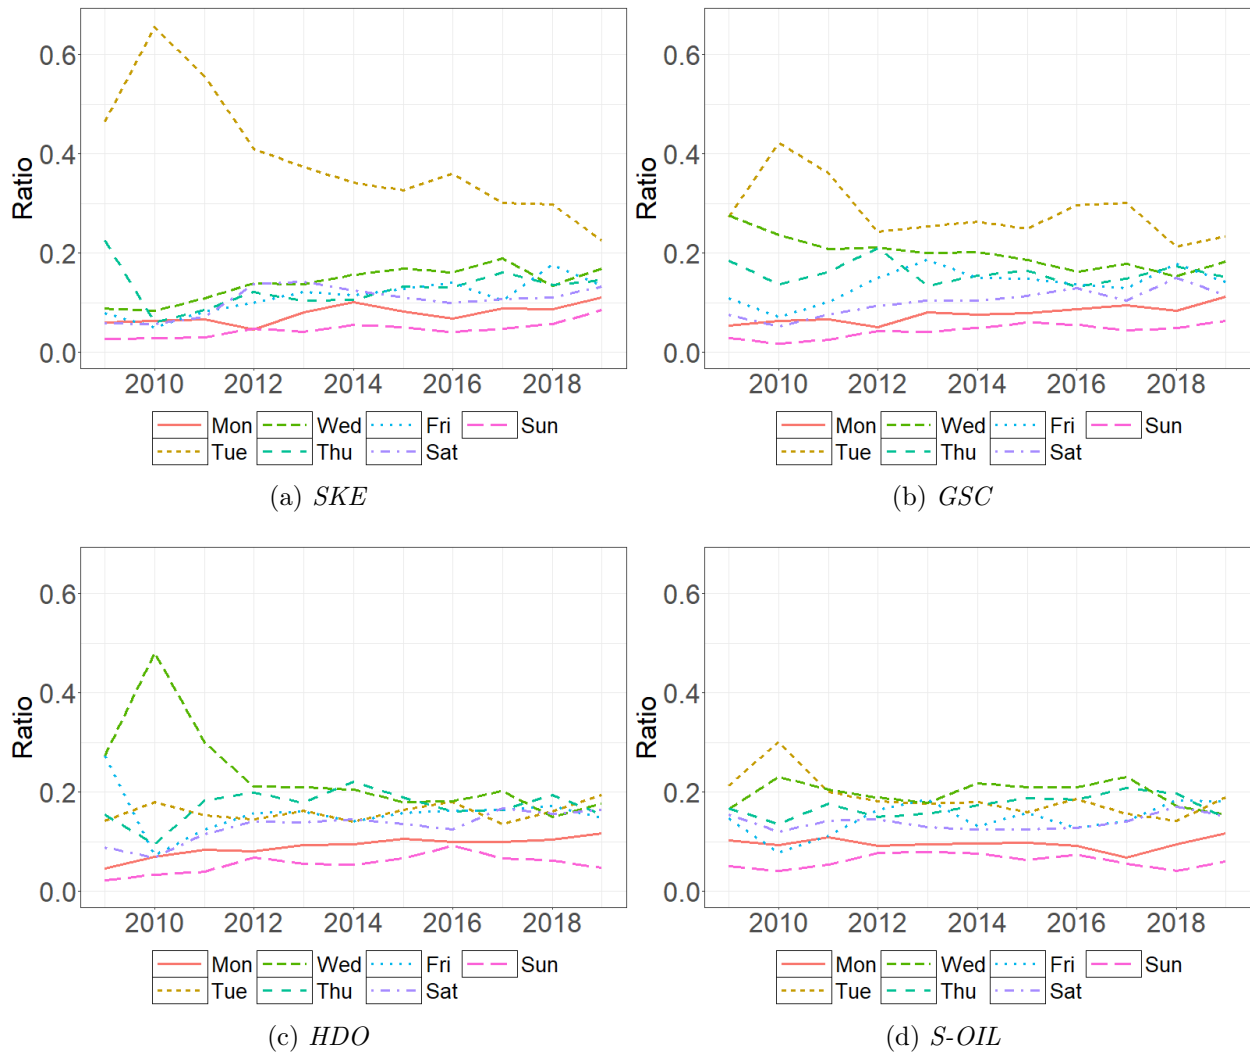 0.6
0.4
0.2
0.0
Ratio
2010 2012 2014 2016 2018
Mon Wed Fri Sun
Tue Thu Sat
(a) SKE
0.6
0.4
0.2
0.0
Ratio
2010 2012 2014 2016 2018
Mon Wed Fri Sun
Tue Thu Sat
(b) GSC
0.6
0.4
0.2
0.0
Ratio
2010 2012 2014 2016 2018
Mon Wed Fri Sun
Tue Thu Sat
(c) HDO
0.6
0.4
0.2
0.0
Ratio
2010 2012 2014 2016 2018
Mon Wed Fri Sun
Tue Thu Sat
(d) S-OIL